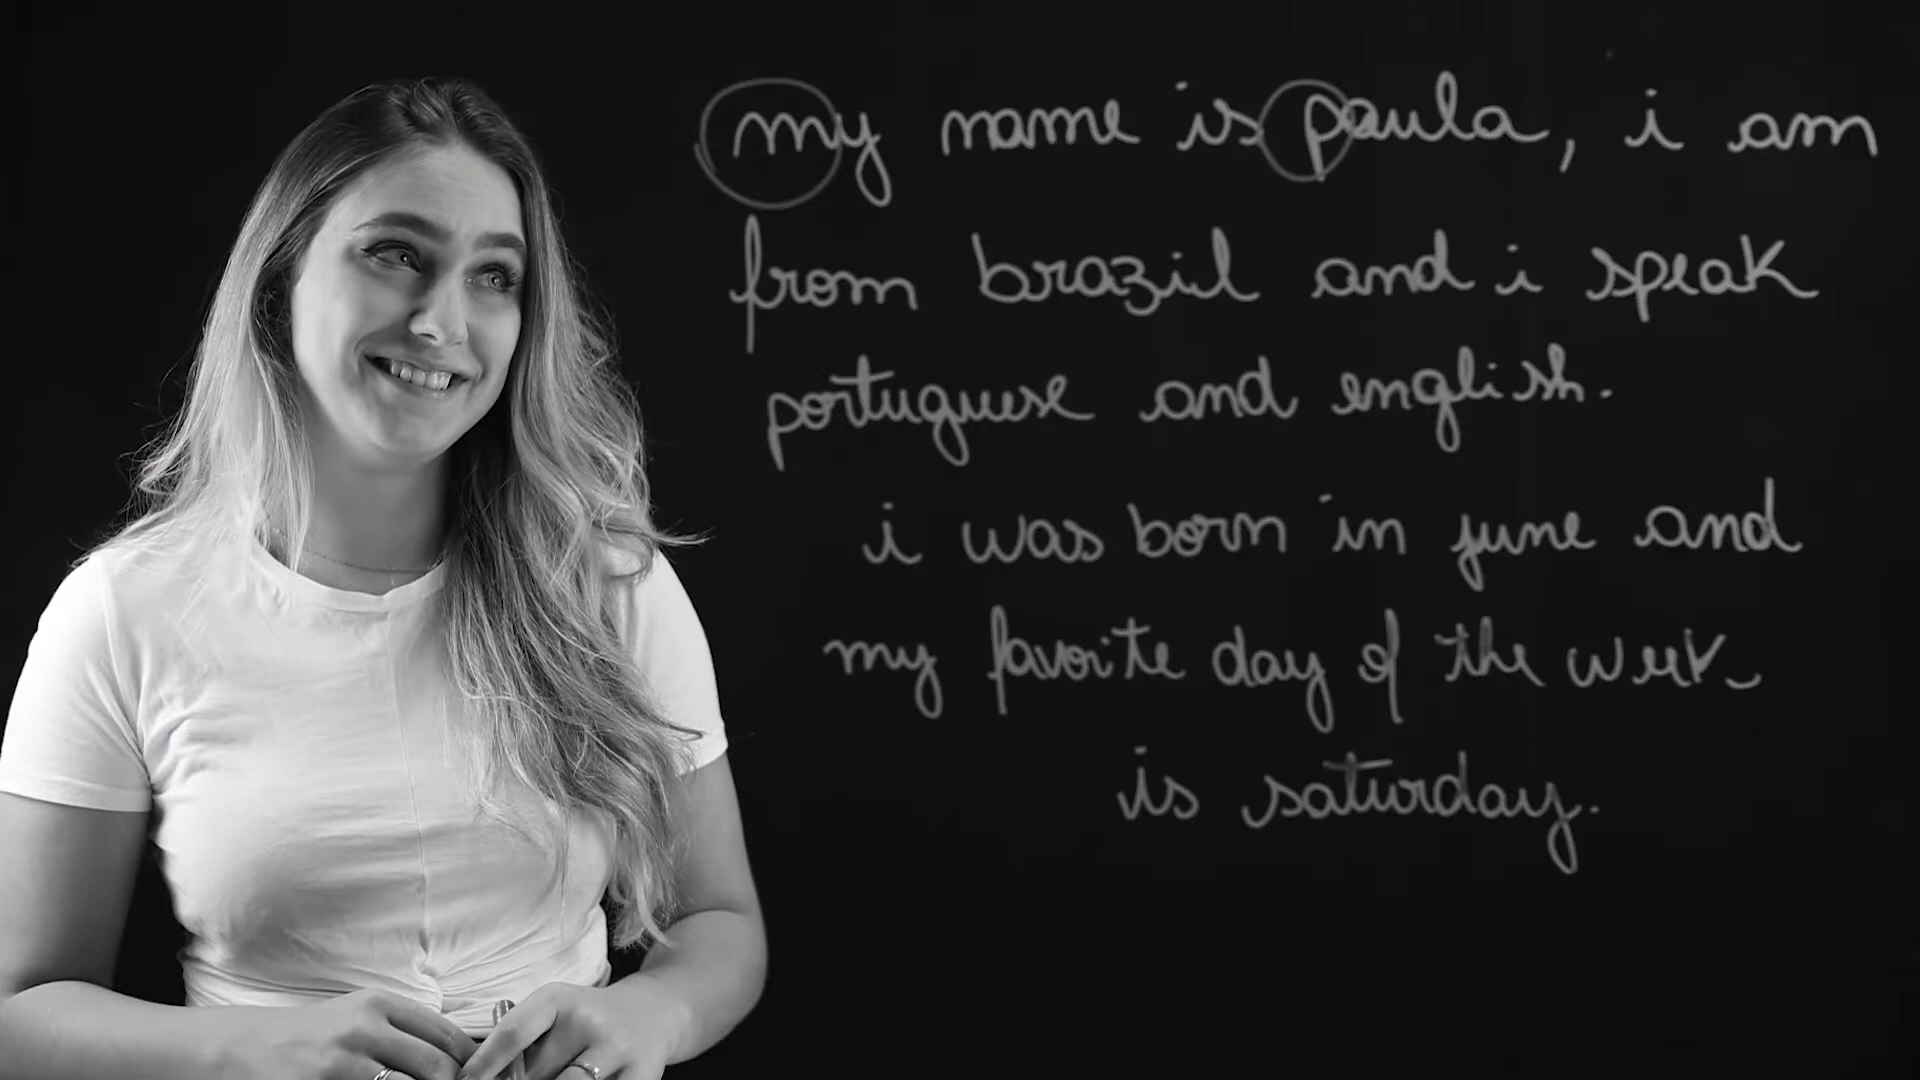 my name is paula, i am
from brazil and i speak
portuguese and english.
i was born in june and
my favorite day of the week
is saturday.